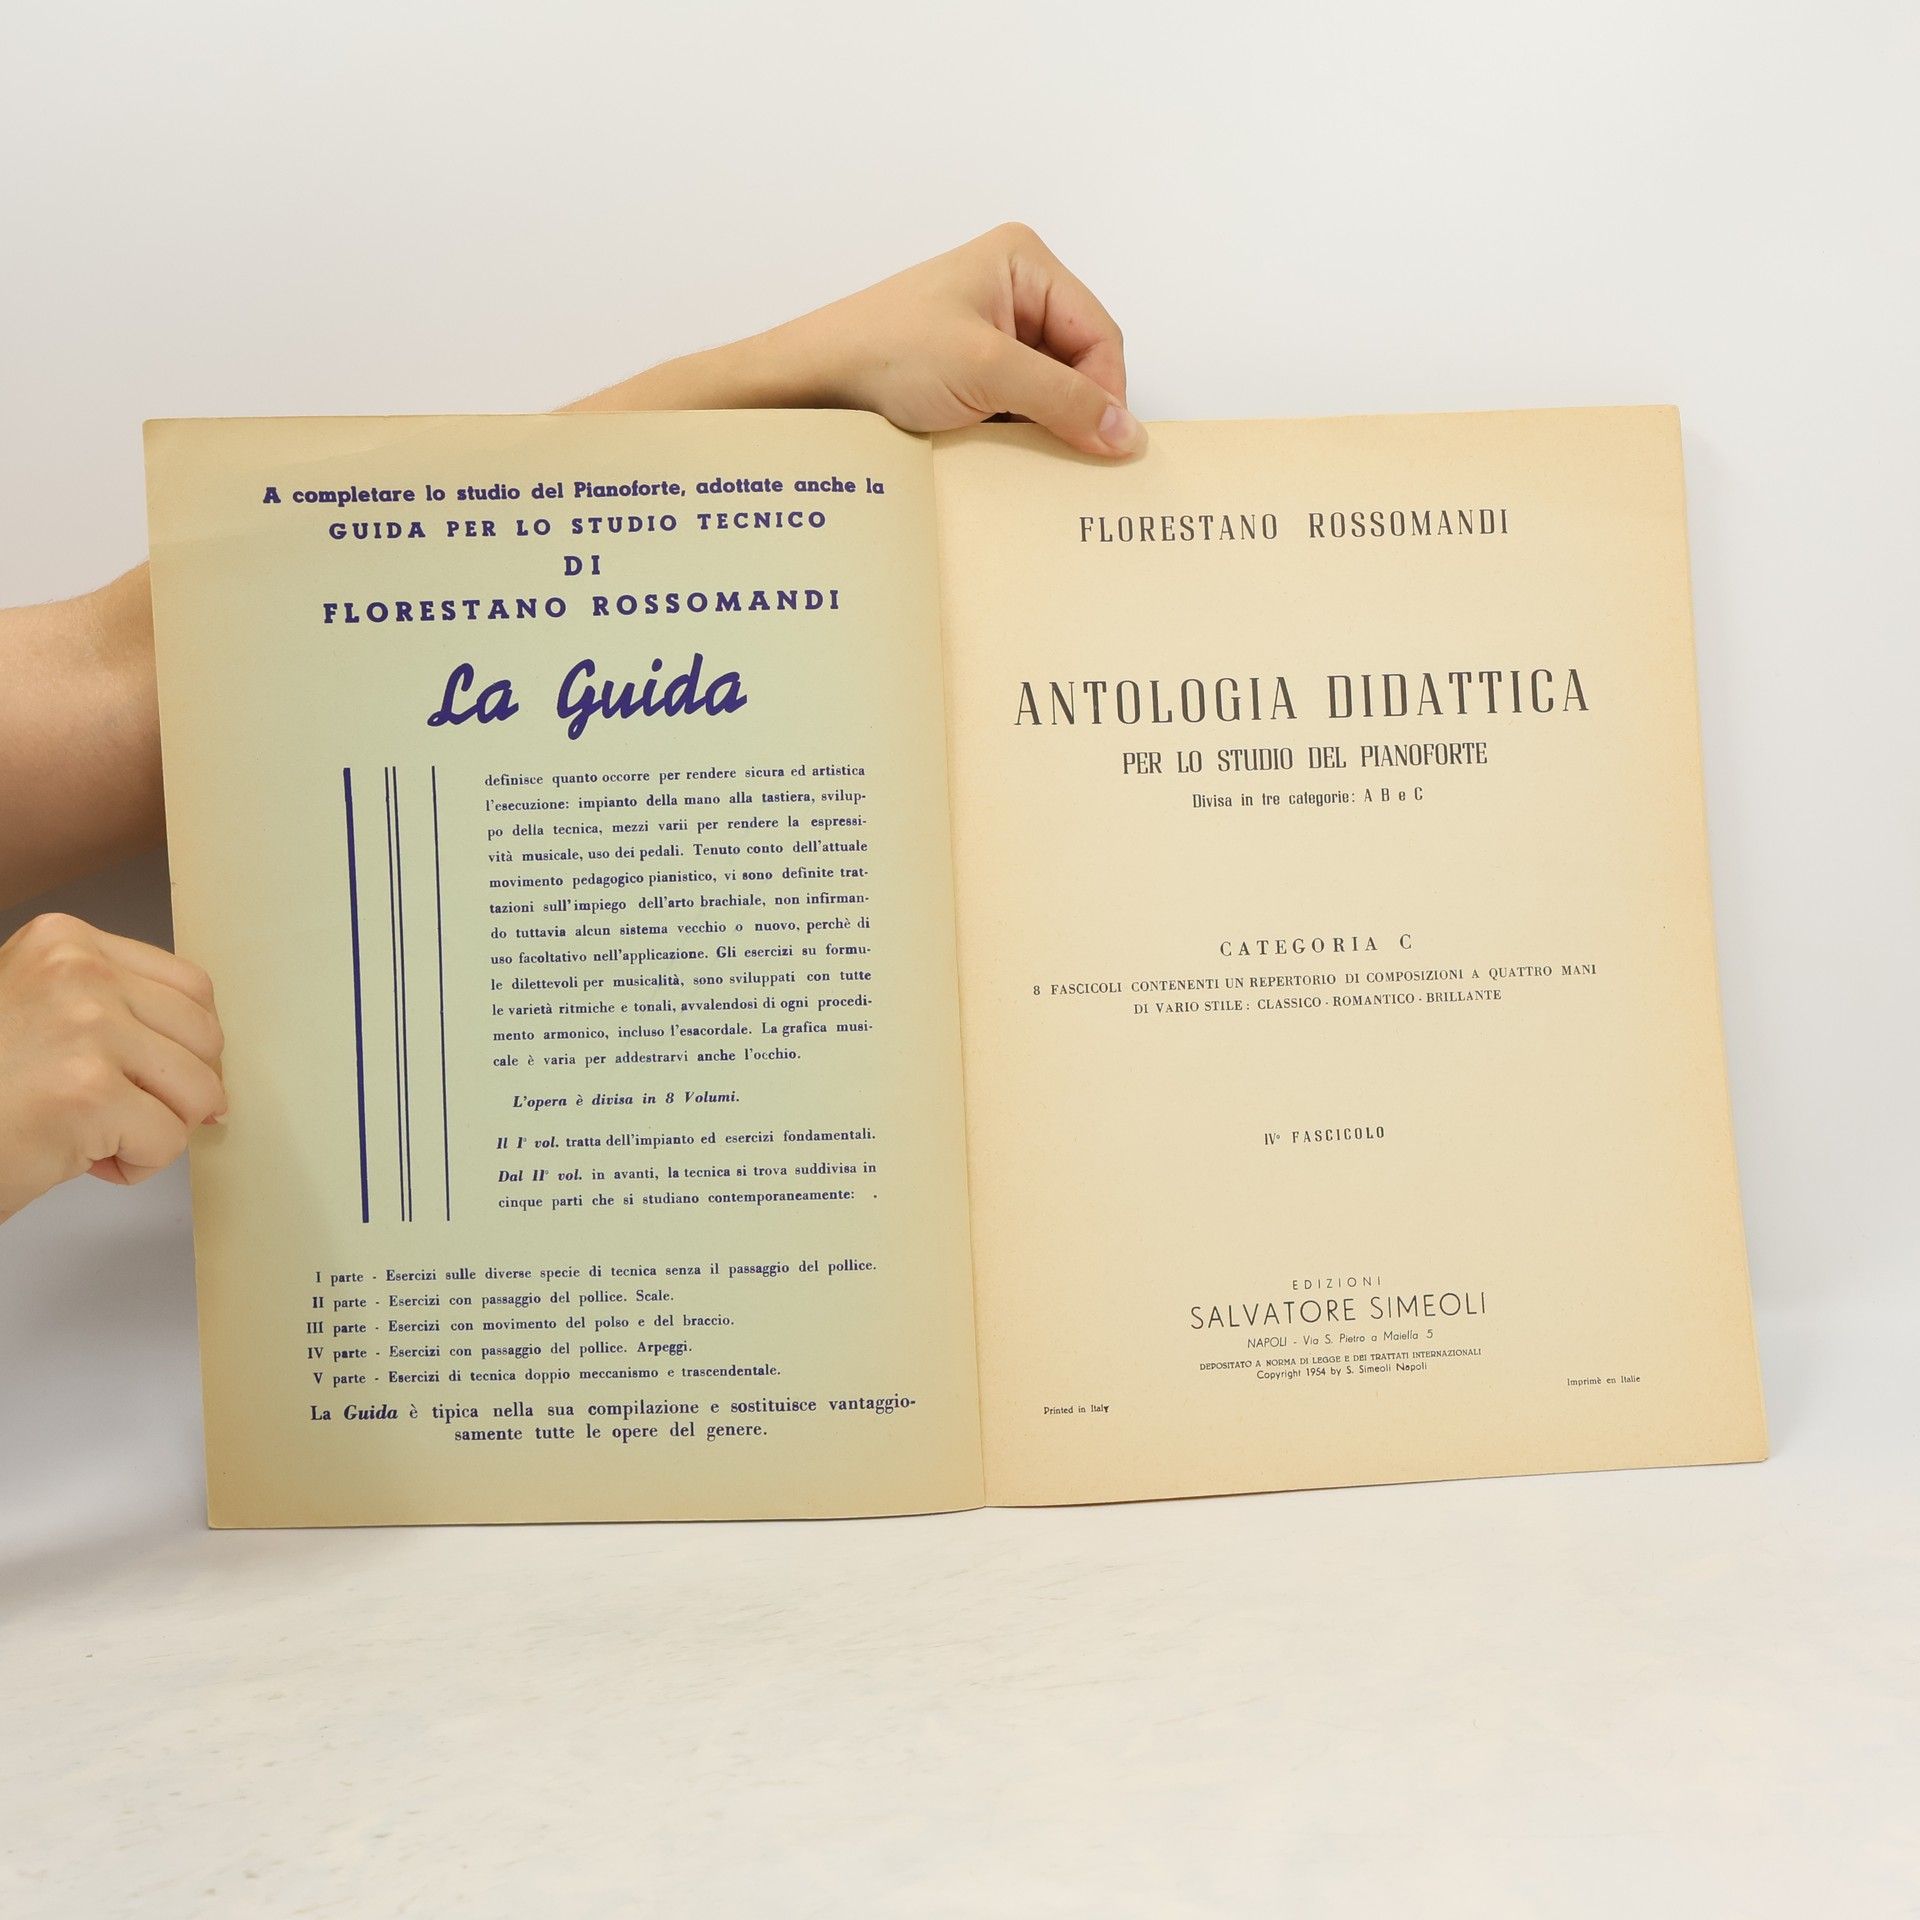 A completare lo studio del Pianoforte, adottate anche la
GUIDA PER LO STUDIO TECNICO
DI
FLORESTANO ROSSOMANDI
La Guida
definisce quanto occorre per rendere sicura ed artistica
l'esecuzione: impianto della mano alla tastiera, svilup-
po della tecnica, mezzi varii per rendere la espressi-
vità musicale, uso dei pedali. Tenuto conto dell'attuale
movimento pedagogico pianistico, vi sono definite trat-
tazioni sull'impiego dell'arto brachiale, non infirman-
do tuttavia alcun sistema vecchio o nuovo, perchè di
uso facoltativo nell'applicazione. Gli esercizi su formu-
le dilettevoli per musicalità, sono sviluppati con tutte
le varietà ritmiche e tonali, avvalendosi di ogni procedi-
mento armonico, incluso l'esacordale. La grafica musi-
cale è varia per addestrarvi anche l'occhio.
L'opera è divisa in 8 Volumi.
Il I° vol. tratta dell'impianto ed esercizi fondamentali.
Dal II° vol. in avanti, la tecnica si trova suddivisa in
cinque parti che si studiano contemporaneamente: .
I parte - Esercizi sulle diverse specie di tecnica senza il passaggio del pollice.
II parte - Esercizi con passaggio del pollice. Scale.
III parte - Esercizi con movimento del polso e del braccio.
IV parte - Esercizi con passaggio del pollice. Arpeggi.
V parte - Esercizi di tecnica doppio meccanismo e trascendentale.
La Guida è tipica nella sua compilazione e sostituisce vantaggio-
samente tutte le opere del genere.
FLORESTANO ROSSOMANDI
ANTOLOGIA DIDATTICA
PER LO STUDIO DEL PIANOFORTE
Divisa in tre categorie: A B e C
CATEGORIA C
8 FASCICOLI CONTENENTI UN REPERTORIO DI COMPOSIZIONI A QUATTRO MANI
DI VARIO STILE: CLASSICO - ROMANTICO - BRILLANTE
IV° FASCICOLO
EDIZIONI
SALVATORE SIMEOLI
NAPOLI - Via S. Pietro a Maiella 5
DEPOSITATO A NORMA DI LEGGE E DEI TRATTATI INTERNAZIONALI
Copyright 1954 by S. Simeoli Napoli
Printed in Italy
Imprimè en Italie